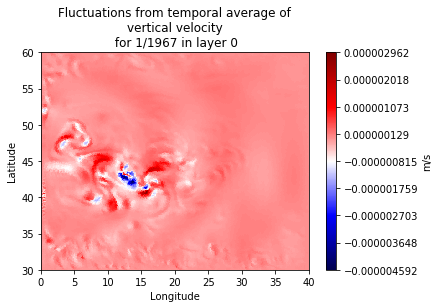 Fluctuations from temporal average of
vertical velocity
for 1/1967 in layer 0
60
55
50
45
40
35
30
Latitude
0 5 10 15 20 25 30 35 40
Longitude
0.000002962
0.000002018
0.000001073
0.000000129
−0.000000815
−0.000001759
−0.000002703
−0.000003648
−0.000004592
m/s